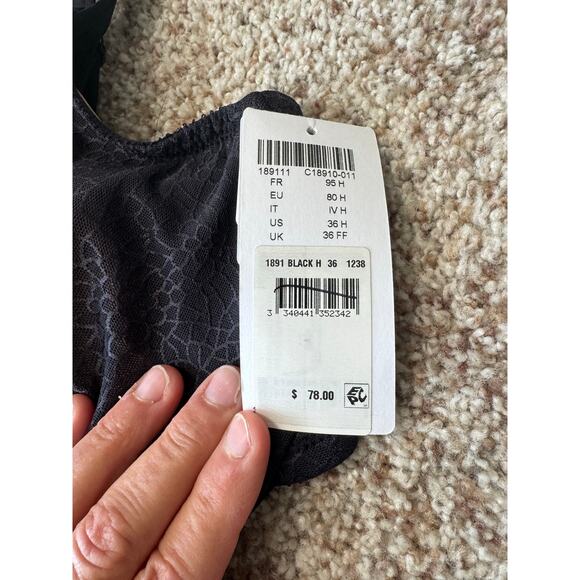 189111 C18910-011
FR 95 H
EU 80 H
IT IV H
US 36 H
UK 36 FF
1891 BLACK H 36 1238
3 340441 352342
$ 78.00